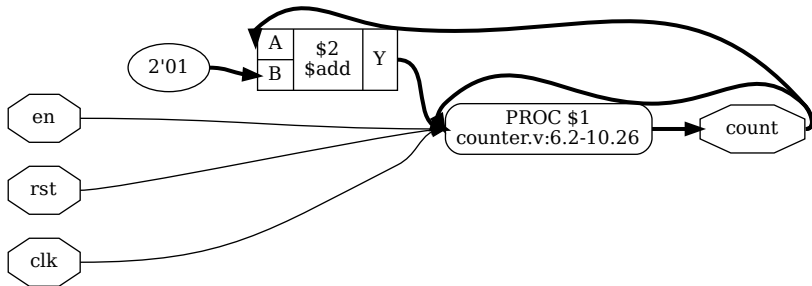 A
$2
$add
Y
B
2'01
en
rst
clk
PROC $1
counter.v:6.2-10.26
count